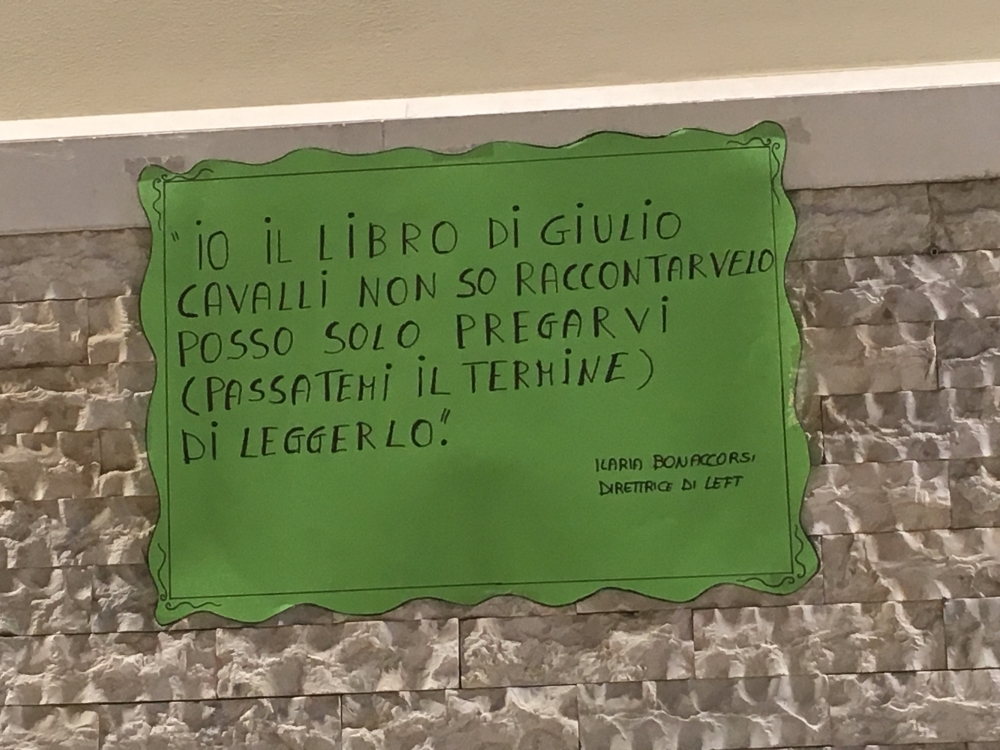 "IO IL LIBRO DI GIULIO
CAVALLI NON SO RACCONTARVELO
POSSO SOLO PREGARVI
(PASSATEMI IL TERMINE)
DI LEGGERLO".
ILARIA BONACCORSI
DIRETTRICE DI LEFT